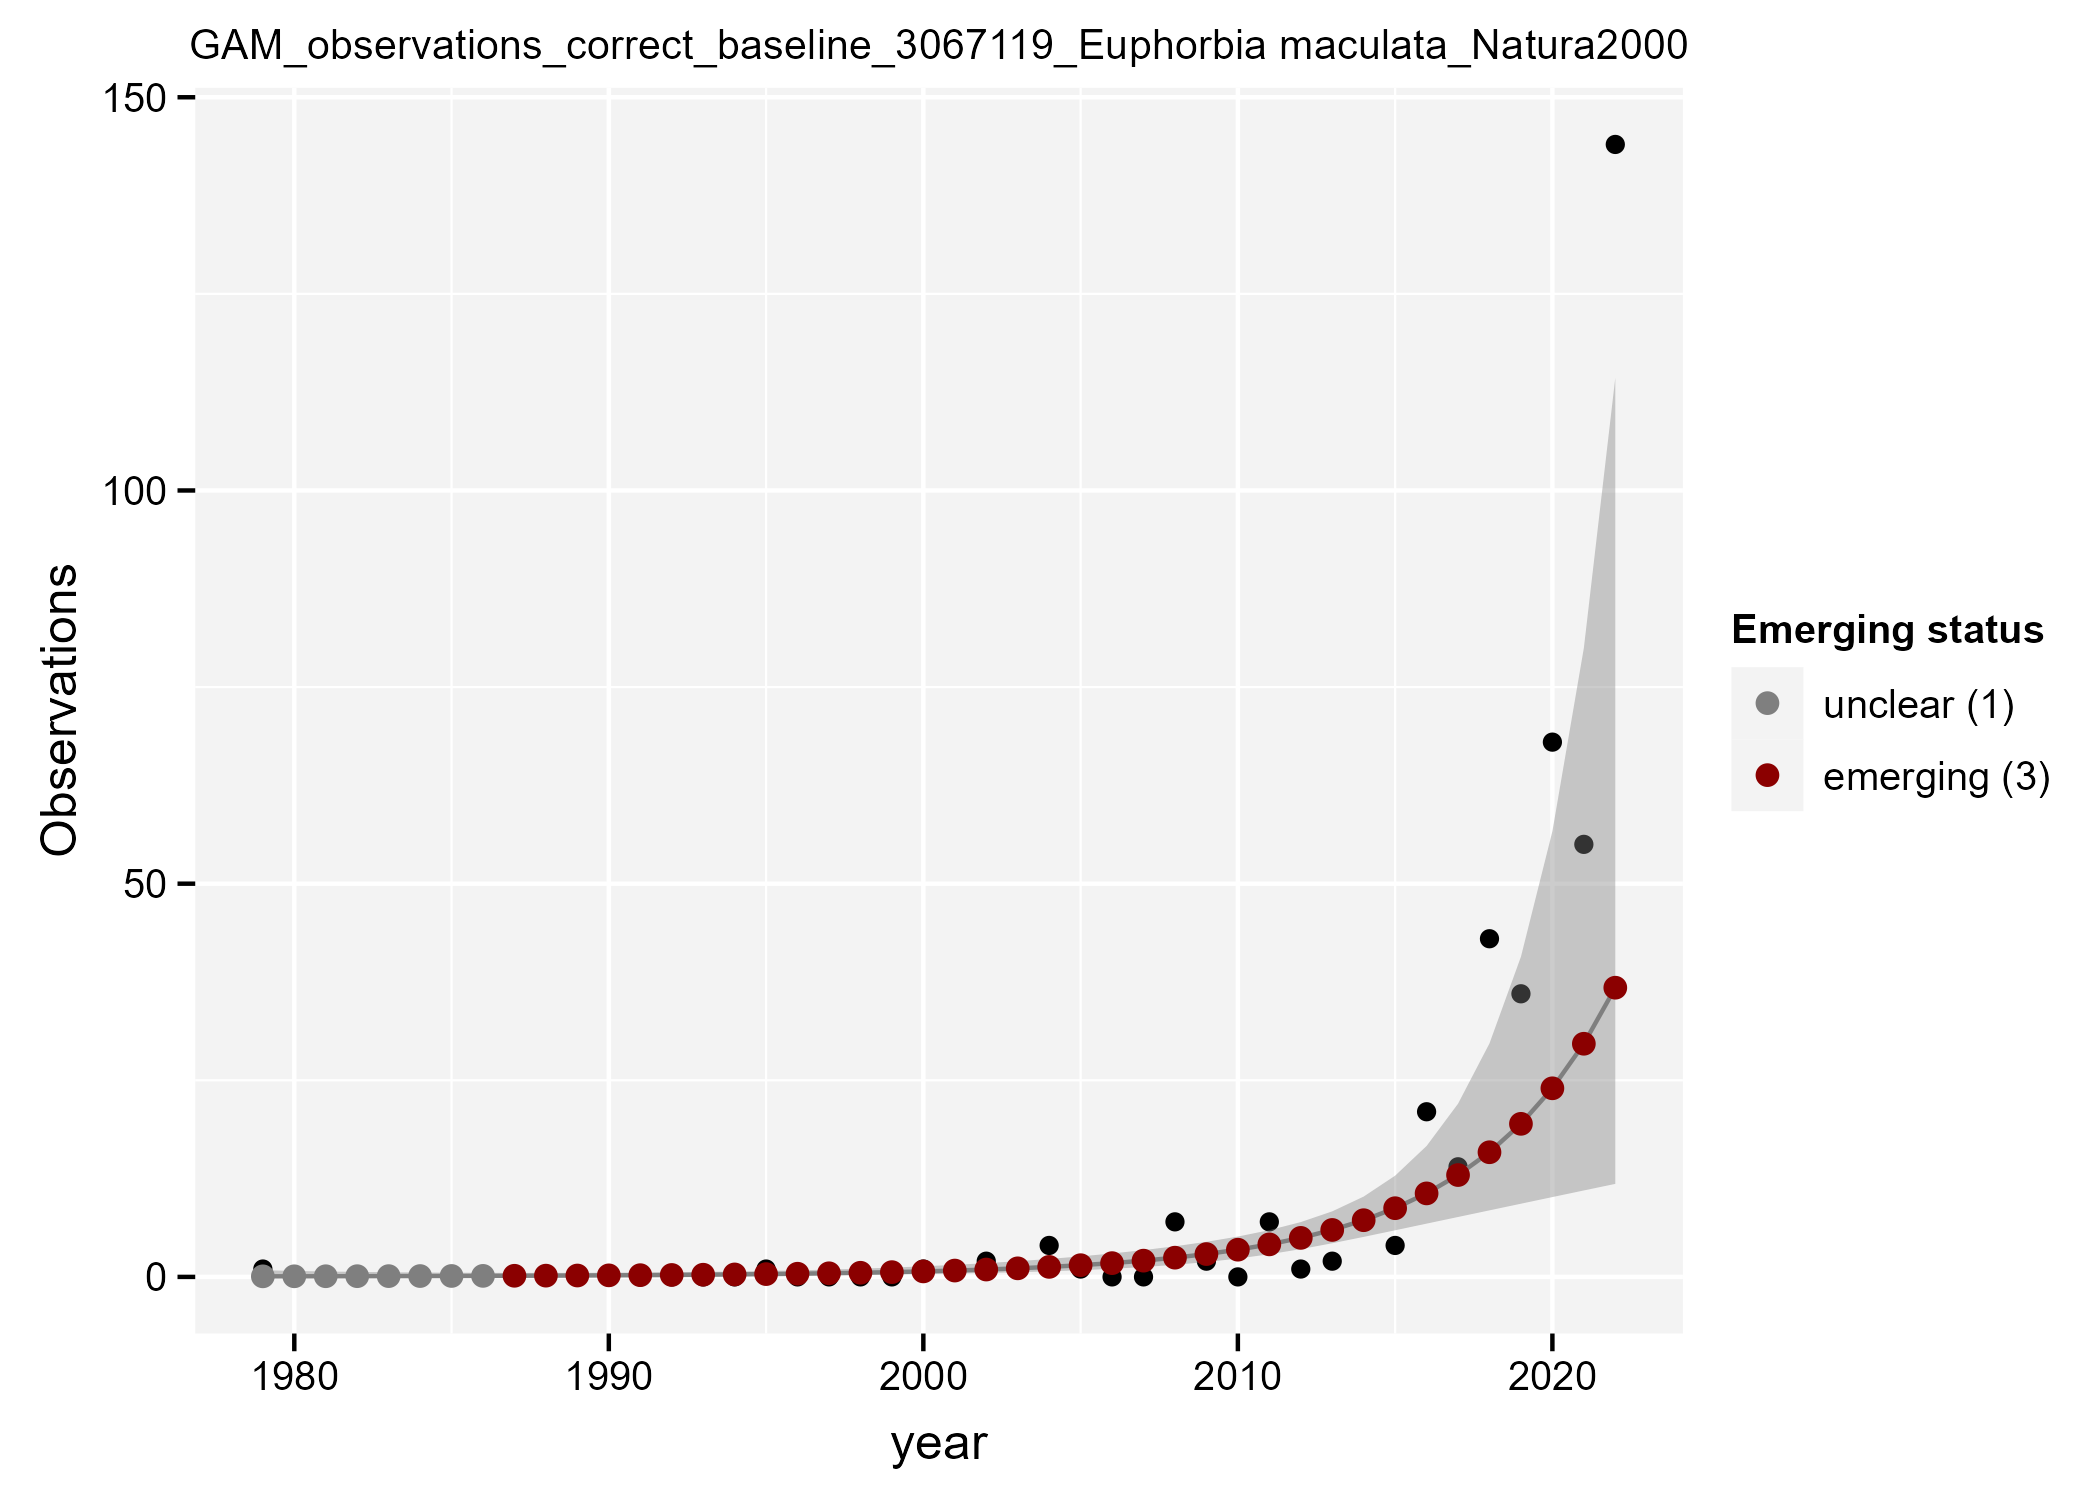 GAM_observations_correct_baseline_3067119_Euphorbia maculata_Natura2000
150
100
50
0
Observations
1980 1990 2000 2010 2020
year
Emerging status
unclear (1)
emerging (3)